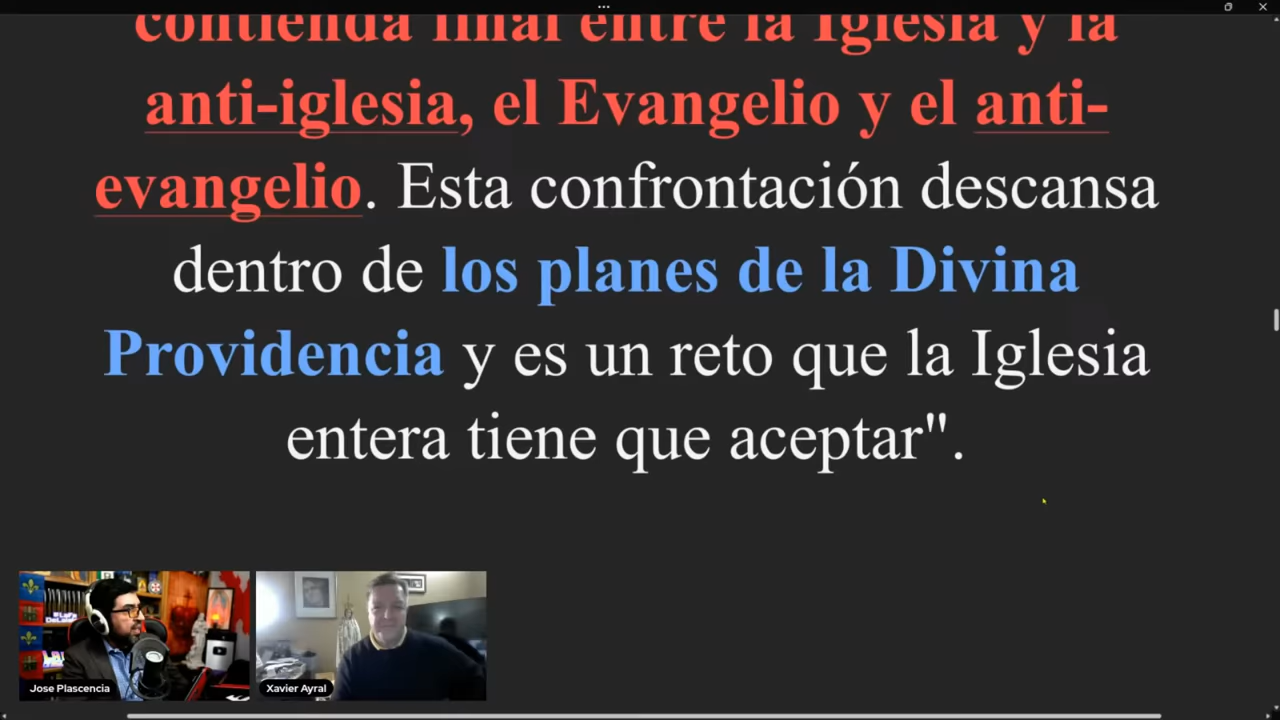 contienda final entre la Iglesia y la
anti-iglesia, el Evangelio y el anti-
evangelio. Esta confrontación descansa
dentro de los planes de la Divina
Providencia y es un reto que la Iglesia
entera tiene que aceptar".
Jose Plascencia
Xavier Ayral